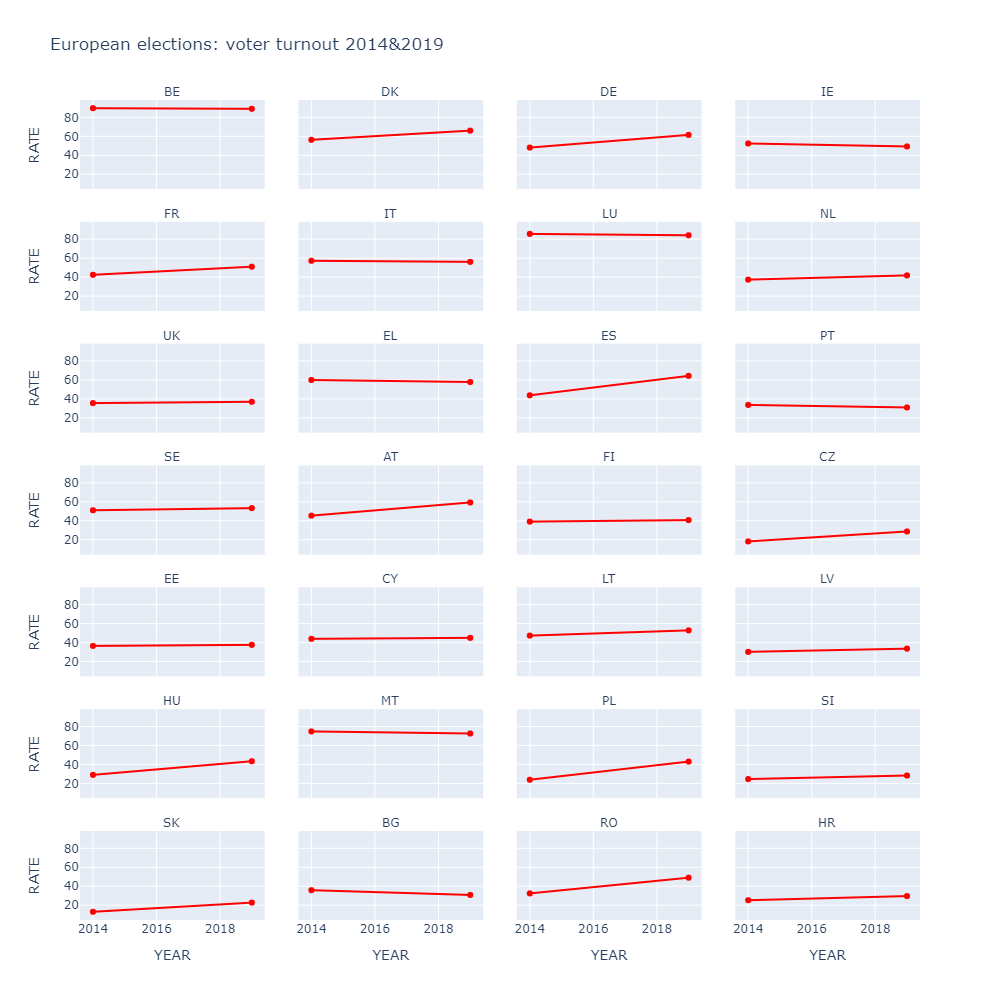 European elections: voter turnout 2014&2019
BE DK DE IE
RATE
80
60
40
20
FR IT LU NL
RATE
80
60
40
20
UK EL ES PT
RATE
80
60
40
20
SE AT FI CZ
RATE
80
60
40
20
EE CY LT LV
RATE
80
60
40
20
HU MT PL SI
RATE
80
60
40
20
SK BG RO HR
RATE
80
60
40
20
2014 2016 2018 2014 2016 2018 2014 2016 2018 2014 2016 2018
YEAR YEAR YEAR YEAR